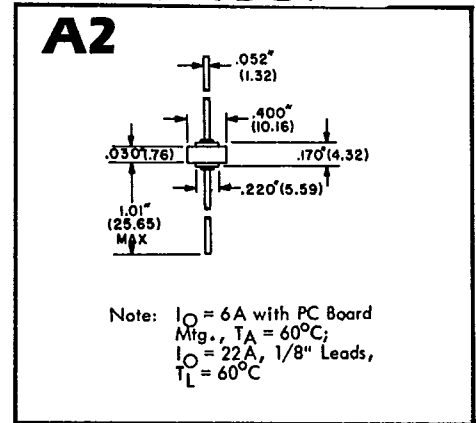 A2
.052"
(1.32)
.400"
(10.16)
.030"(.76)
.170"(4.32)
.220"(5.59)
1.01"
(25.65)
MAX
Note: IO = 6A with PC Board
Mtg., TA = 60°C;
IO = 22A, 1/8" Leads,
TL = 60°C